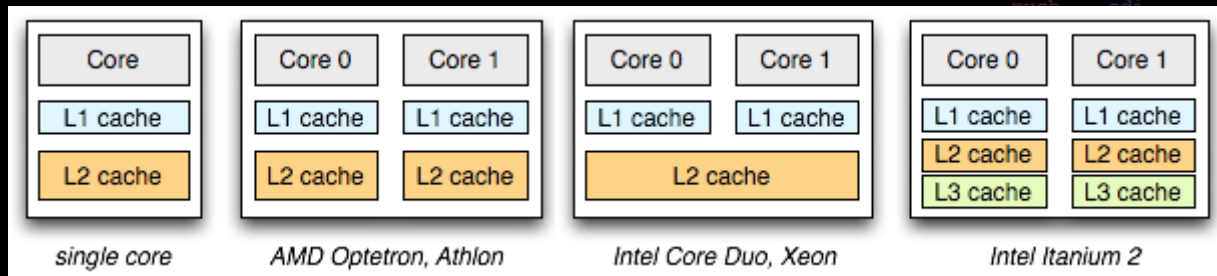 push edi
Core
L1 cache
L2 cache
single core
Core 0 Core 1
L1 cache L1 cache
L2 cache L2 cache
AMD Optetron, Athlon
Core 0 Core 1
L1 cache L1 cache
L2 cache
Intel Core Duo, Xeon
Core 0 Core 1
L1 cache L1 cache
L2 cache L2 cache
L3 cache L3 cache
Intel Itanium 2